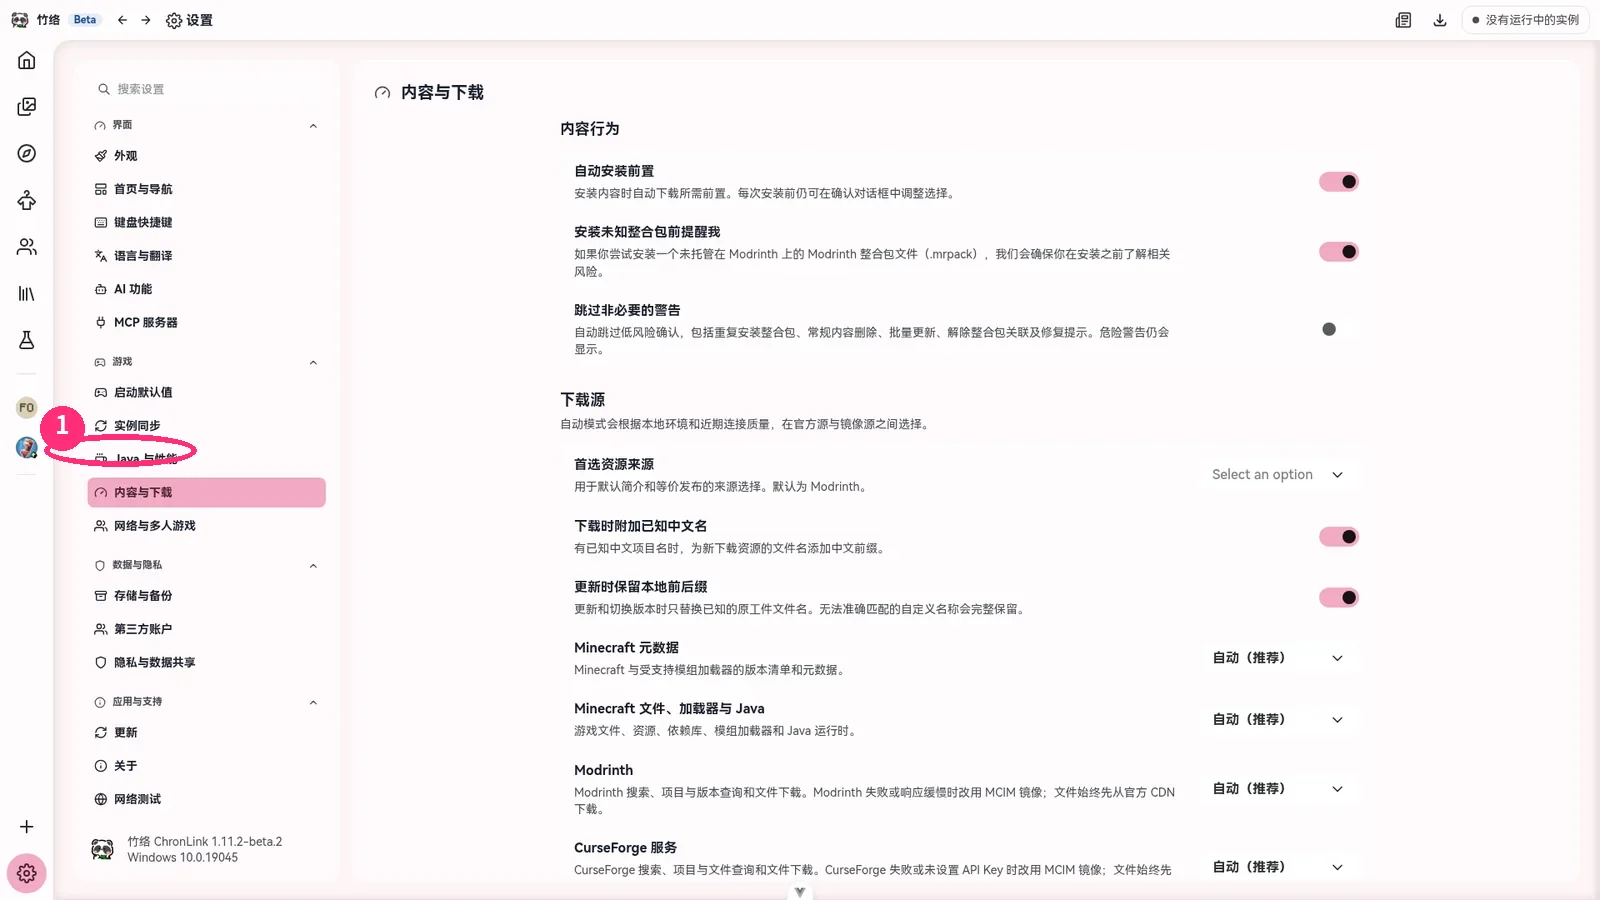 竹络 Beta 设置 没有运行中的实例
搜索设置
界面
外观
首页与导航
键盘快捷键
语言与翻译
AI 功能
MCP 服务器
游戏
启动默认值
实例同步
Java 与性能
内容与下载
网络与多人游戏
数据与隐私
存储与备份
第三方账户
隐私与数据共享
应用与支持
更新
关于
网络测试
竹络 ChronLink 1.11.2-beta.2
Windows 10.0.19045
FO
1
内容与下载
内容行为
自动安装前置
安装内容时自动下载所需前置。每次安装前仍可在确认对话框中调整选择。
安装未知整合包前提醒我
如果你尝试安装一个未托管在 Modrinth 上的 Modrinth 整合包文件（.mrpack），我们会确保你在安装之前了解相关
风险。
跳过非必要的警告
自动跳过低风险确认，包括重复安装整合包、常规内容删除、批量更新、解除整合包关联及修复提示。危险警告仍会
显示。
下载源
自动模式会根据本地环境和近期连接质量，在官方源与镜像源之间选择。
首选资源来源
用于默认简介和等价发布的来源选择。默认为 Modrinth。
Select an option
下载时附加已知中文名
有已知中文项目名时，为新下载资源的文件名添加中文前缀。
更新时保留本地前后缀
更新和切换版本时只替换已知的原工件文件名。无法准确匹配的自定义名称会完整保留。
Minecraft 元数据
Minecraft 与受支持模组加载器的版本清单和元数据。
自动（推荐）
Minecraft 文件、加载器与 Java
游戏文件、资源、依赖库、模组加载器和 Java 运行时。
自动（推荐）
Modrinth
Modrinth 搜索、项目与版本查询和文件下载。Modrinth 失败或响应缓慢时改用 MCIM 镜像；文件始终先从官方 CDN
下载。
自动（推荐）
CurseForge 服务
CurseForge 搜索、项目与文件查询和文件下载。CurseForge 失败或未设置 API Key 时改用 MCIM 镜像；文件始终先
自动（推荐）